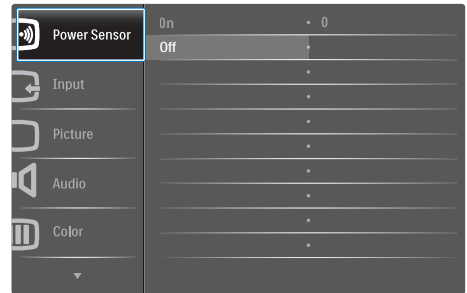 Power Sensor
On • 0
Off •
Input
•
•
Picture
•
•
Audio
•
•
Color
•
•
▼